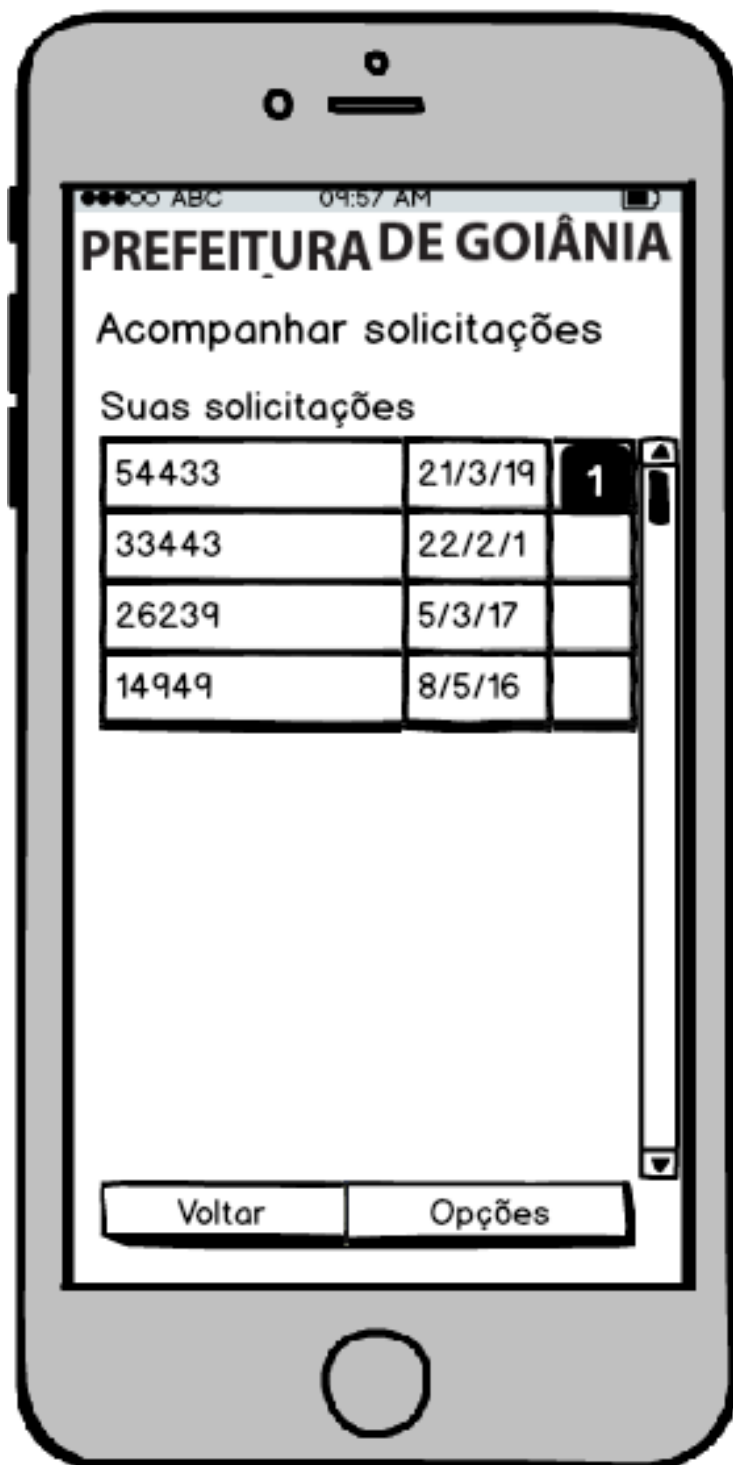 ABC 09:57 AM
PREFEITURA DE GOIÂNIA
Acompanhar solicitações
Suas solicitações
54433 21/3/19 1
33443 22/2/1
26239 5/3/17
14949 8/5/16
Voltar Opções